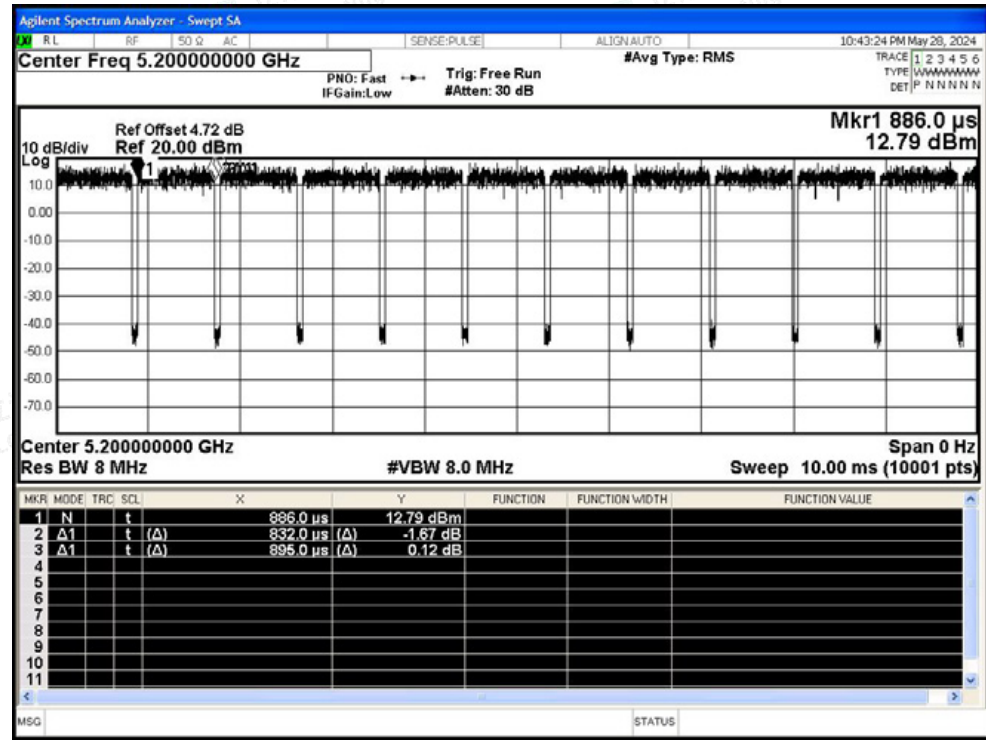 Agilent Spectrum Analyzer - Swept SA
RL RF 50 Ω AC SENSE:PULSE ALIGNAUTO 10:43:24 PM May 28, 2024
Center Freq 5.200000000 GHz #Avg Type: RMS TRACE 1 2 3 4 5 6
PNO: Fast Trig: Free Run TYPE WWWWWW
IFGain:Low #Atten: 30 dB DET P N N N N N
Mkr1 886.0 µs
Ref Offset 4.72 dB
10 dB/div Ref 20.00 dBm 12.79 dBm
Log
1
10.0
0.00
-10.0
-20.0
-30.0
-40.0
-50.0
-60.0
-70.0
Center 5.200000000 GHz Span 0 Hz
Res BW 8 MHz #VBW 8.0 MHz Sweep 10.00 ms (10001 pts)
MKR MODE TRC SCL X Y FUNCTION FUNCTION WIDTH FUNCTION VALUE
1 N t 886.0 µs 12.79 dBm
2 Δ1 t (Δ) 832.0 µs (Δ) -1.67 dB
3 Δ1 t (Δ) 895.0 µs (Δ) 0.12 dB
4
5
6
7
8
9
10
11
MSG STATUS